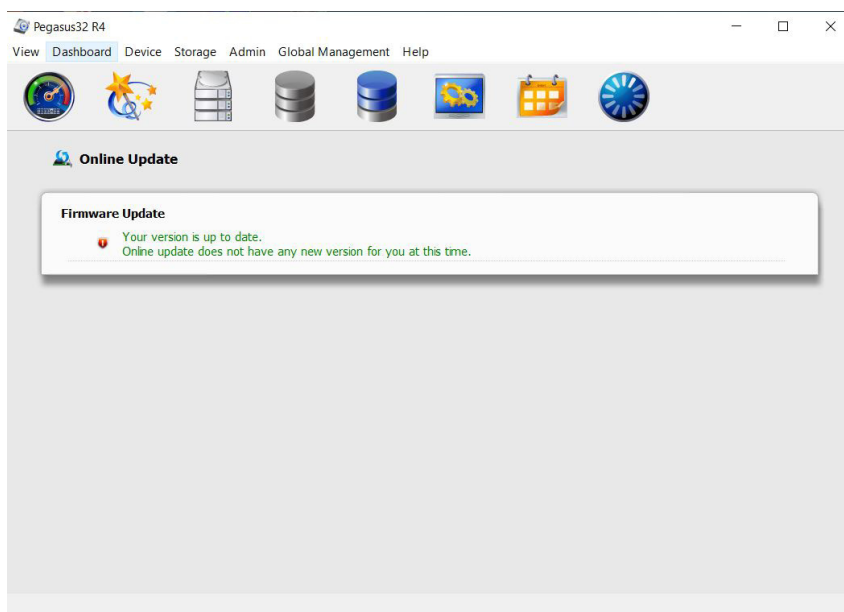 Pegasus32 R4
View Dashboard Device Storage Admin Global Management Help
Online Update
Firmware Update
Your version is up to date.
Online update does not have any new version for you at this time.